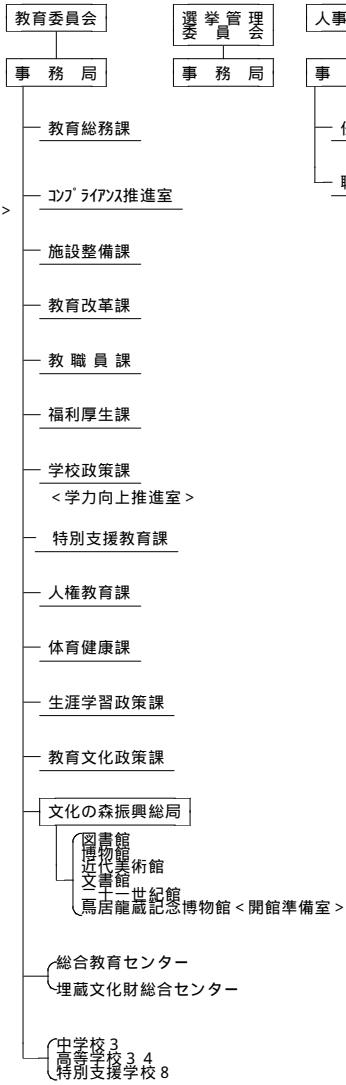 教育委員会
選挙管理
委員会
人事
事務局
事務局
事
教育総務課
コンプライアンス推進室
>
施設整備課
教育改革課
教職員課
福利厚生課
学校政策課
<学力向上推進室>
特別支援教育課
人権教育課
体育健康課
生涯学習政策課
教育文化政策課
文化の森振興総局
図書館
博物館
近代美術館
文書館
二十一世紀館
鳥居龍蔵記念博物館<開館準備室>
総合教育センター
埋蔵文化財総合センター
中学校3
高等学校34
特別支援学校8